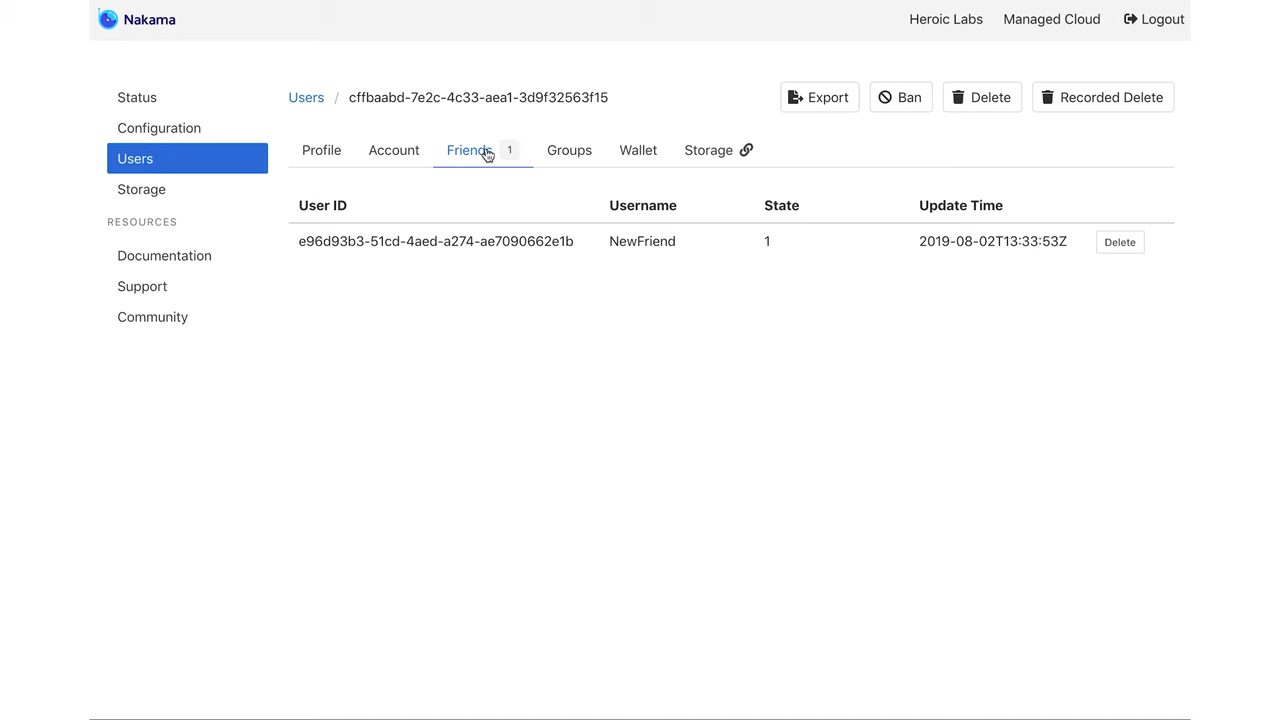 Nakama
Heroic Labs Managed Cloud Logout
Status
Configuration
Users
Storage
RESOURCES
Documentation
Support
Community
Users / cffbaabd-7e2c-4c33-aea1-3d9f32563f15
Export Ban Delete Recorded Delete
Profile Account Friends 1 Groups Wallet Storage
User ID Username State Update Time
e96d93b3-51cd-4aed-a274-ae7090662e1b NewFriend 1 2019-08-02T13:33:53Z Delete